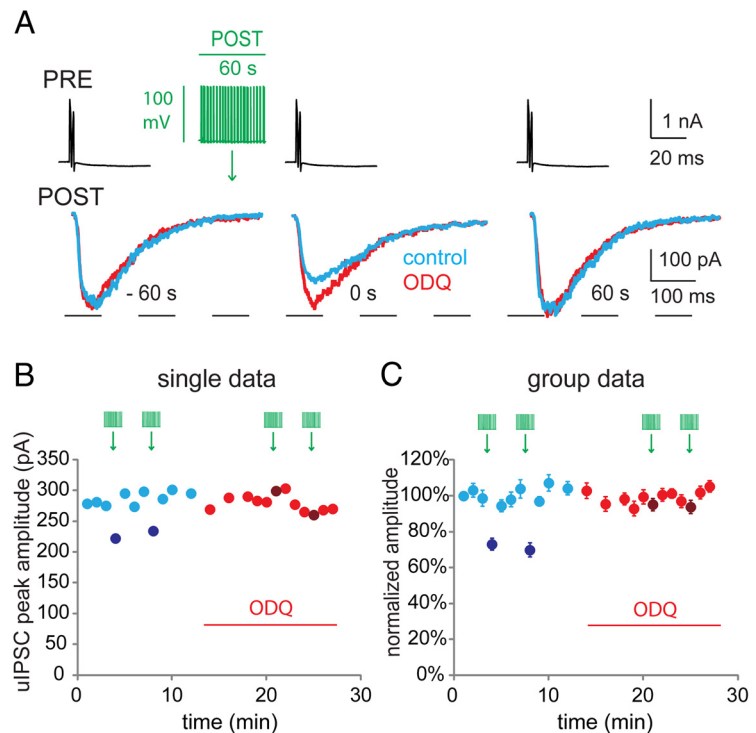 A
POST
60 s
PRE
100
mV
1 nA
20 ms
POST
control
ODQ
- 60 s
0 s
60 s
100 pA
100 ms
B
single data
C
group data
uIPSC peak amplitude (pA)
350
300
250
200
150
100
50
0
ODQ
0
10
20
30
time (min)
normalized amplitude
120%
100%
80%
60%
40%
20%
0%
ODQ
0
10
20
30
time (min)